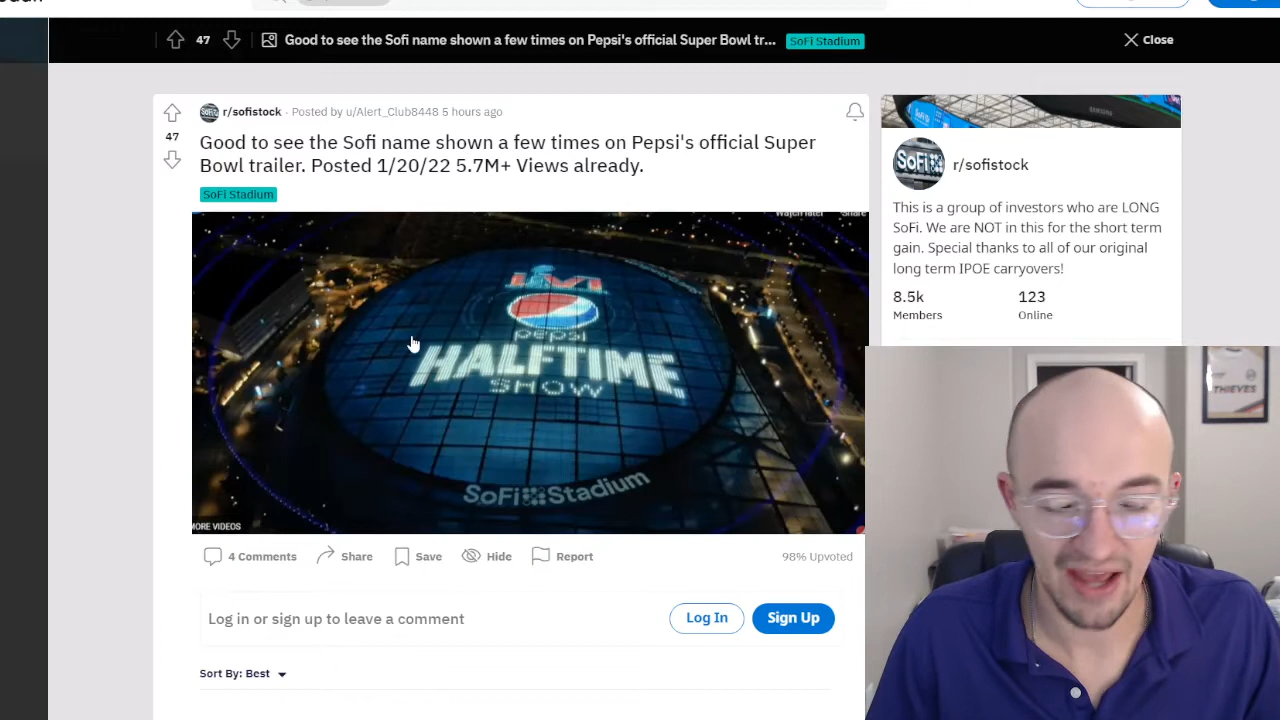 47
Good to see the Sofi name shown a few times on Pepsi's official Super Bowl tr...
SoFi Stadium
Close
r/sofistock · Posted by u/Alert_Club8448 5 hours ago
47
Good to see the Sofi name shown a few times on Pepsi's official Super
Bowl trailer. Posted 1/20/22 5.7M+ Views already.
SoFi Stadium
Watch later
Share
pepsi
HALFTIME
SHOW
SoFi Stadium
MORE VIDEOS
4 Comments
Share
Save
Hide
Report
98% Upvoted
Log in or sign up to leave a comment
Log In
Sign Up
Sort By: Best
SAMSUNG
SoFi
r/sofistock
This is a group of investors who are LONG
SoFi. We are NOT in this for the short term
gain. Special thanks to all of our original
long term IPOE carryovers!
8.5k
Members
123
Online
THIEVES